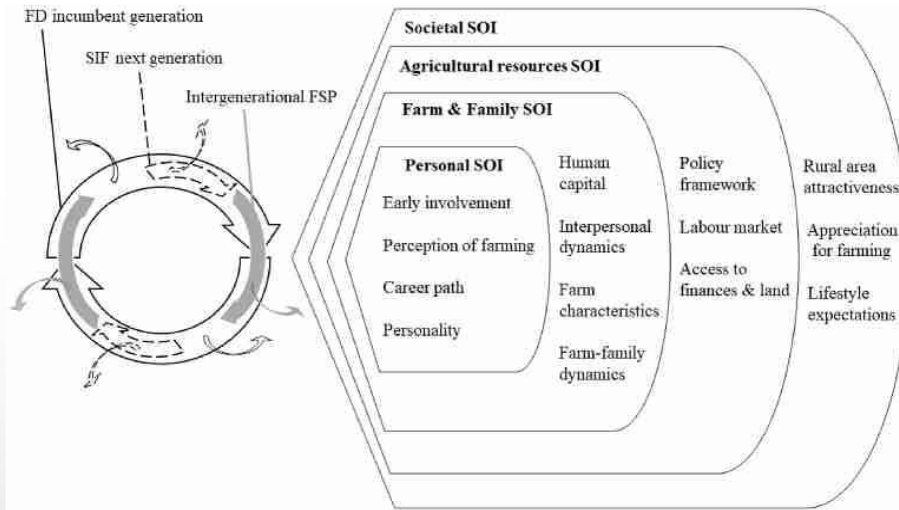 FD incumbent generation
SIF next generation
Intergenerational FSP
Societal SOI
Agricultural resources SOI
Farm & Family SOI
Personal SOI
Early involvement
Perception of farming
Career path
Personality
Human
capital
Interpersonal
dynamics
Farm
characteristics
Farm-family
dynamics
Policy
framework
Labour market
Access to
finances & land
Rural area
attractiveness
Appreciation
for farming
Lifestyle
expectations